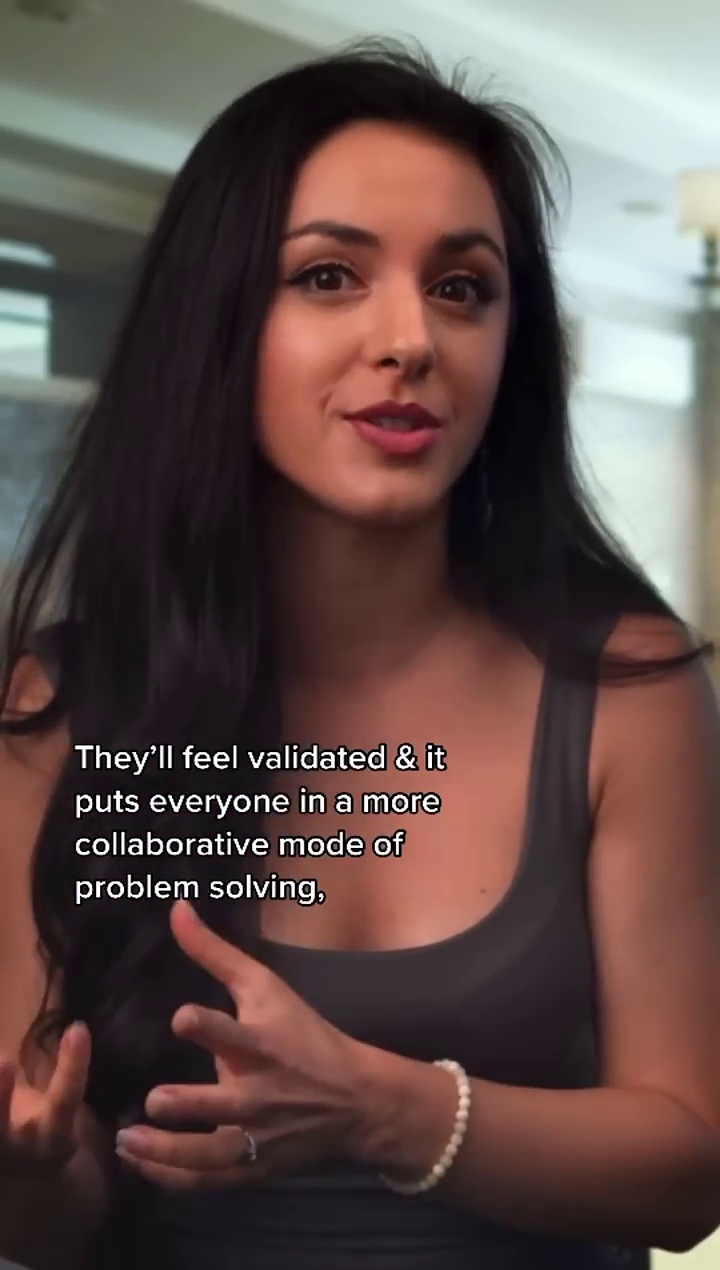 They’ll feel validated & it
puts everyone in a more
collaborative mode of
problem solving,